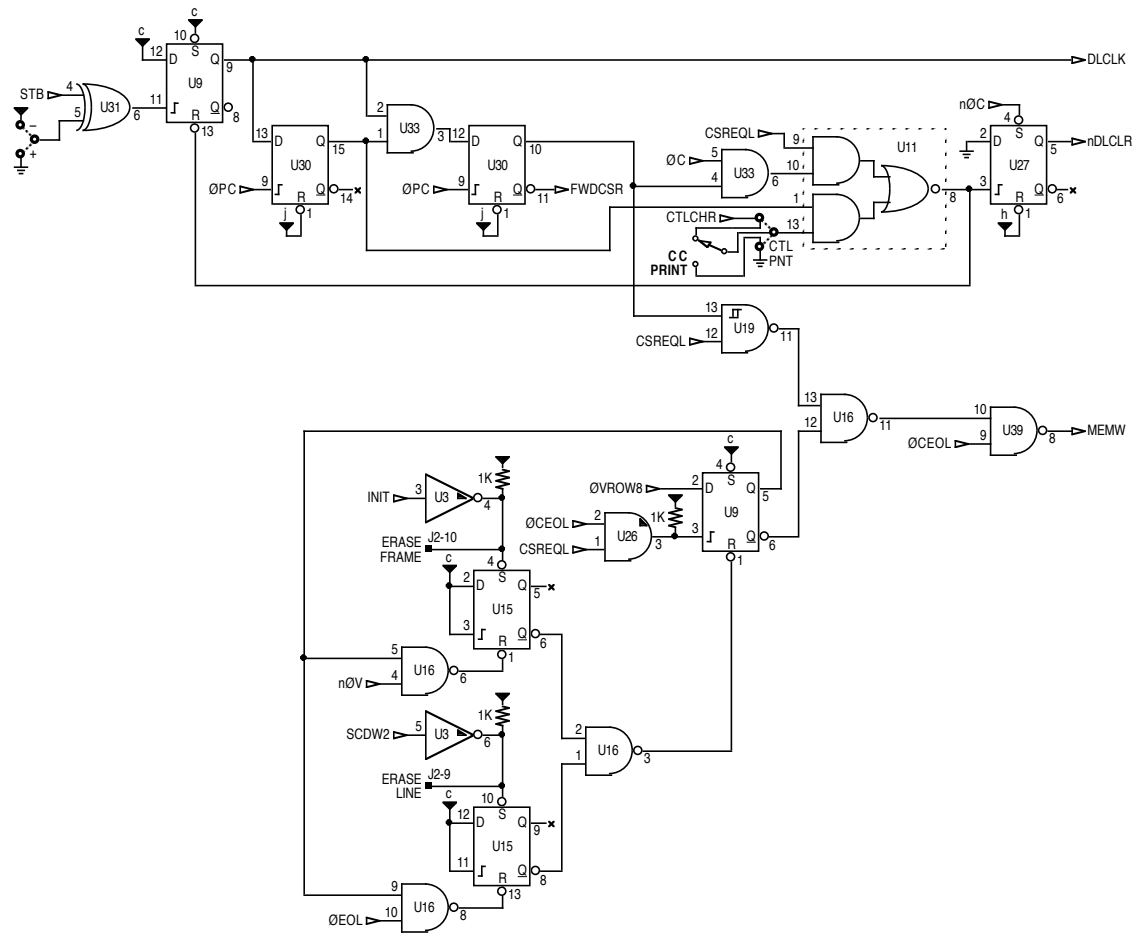 c
c
10
12
D
S
Q
9
DLCLK
STB
4
5
U31
6
11
U9
R
Q
8
13
−
+
2
1
U33
3
13
D
Q
15
U30
ØPC
9
Q
14
R
j
1
12
D
Q
10
U30
ØPC
9
Q
11
FWDCSR
R
j
1
CSREQL
9
U11
ØC
5
4
U33
6
10
1
13
8
CTLCHR
CC
PRINT
CTL
PNT
nØC
4
2
D
S
Q
5
nDLCLR
U27
3
Q
6
R
h
1
13
CSREQL
12
U19
11
13
12
U16
11
10
ØCEOL
9
U39
8
MEMW
c
4
ØVROW8
2
D
S
Q
5
1K
U9
ØCEOL
2
CSREQL
1
U26
3
3
Q
6
R
1
1K
INIT
3
U3
4
ERASE
FRAME
J2-10
c
4
2
D
S
Q
5
U15
3
Q
6
R
1
5
nØV
4
U16
6
1K
SCDW2
5
U3
6
2
1
U16
3
ERASE
LINE
J2-9
c
10
12
D
S
Q
9
U15
11
Q
8
R
13
9
ØEOL
10
U16
8